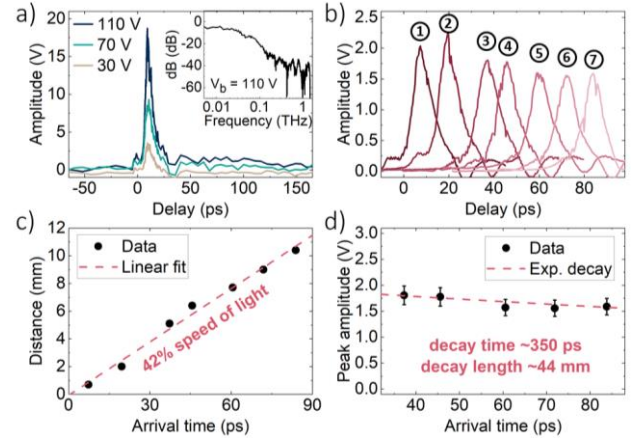 a)
110 V
70 V
30 V
V_b = 110 V
dB (dB)
0
-20
-40
-60
0.01
0.1
1
Frequency (THz)
Amplitude (V)
20
15
10
5
0
-50
0
50
100
150
Delay (ps)
b)
1
2
3
4
5
6
7
Amplitude (V)
2.5
2.0
1.5
1.0
0.5
0.0
0
20
40
60
80
100
Delay (ps)
c)
Data
Linear fit
42% speed of light
Distance (mm)
12
10
8
6
4
2
0
0
30
60
90
Arrival time (ps)
d)
Data
Exp. decay
decay time ~350 ps
decay length ~44 mm
Peak amplitude (V)
3.0
2.5
2.0
1.5
1.0
0.5
0.0
40
60
80
Arrival time (ps)